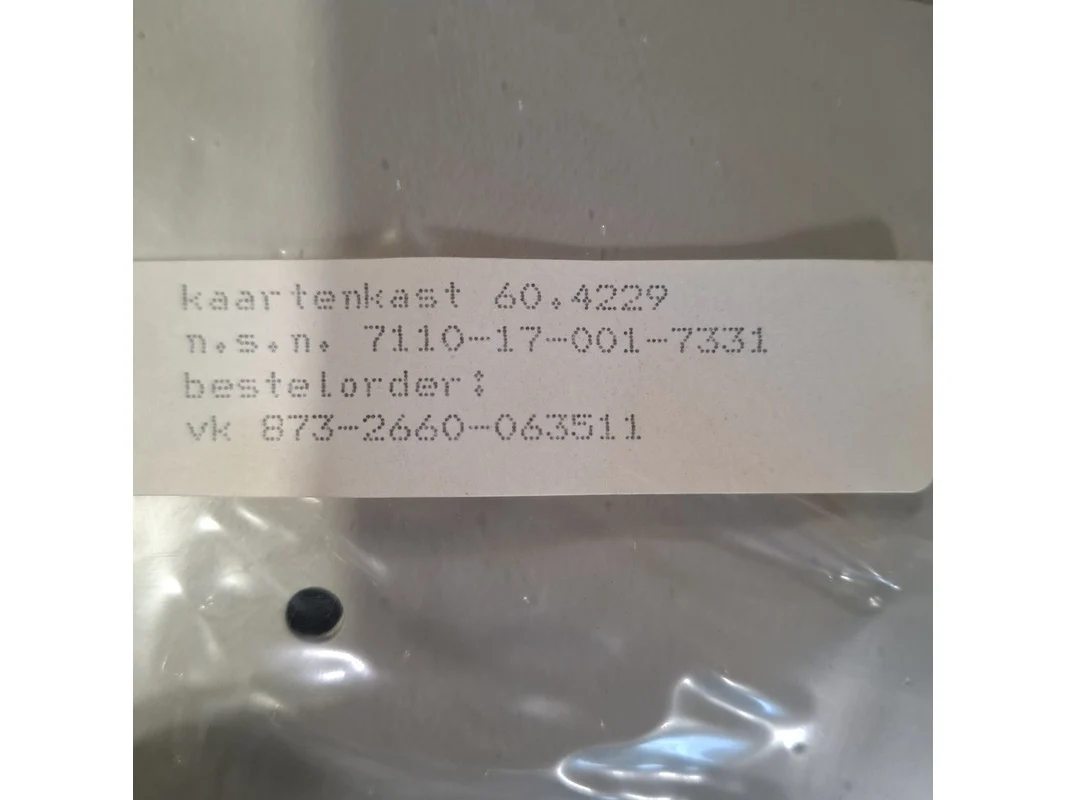 kaartenkast 60.4229
n.s.n. 7110-17-001-7331
bestelorder:
vk 873-2660-063511